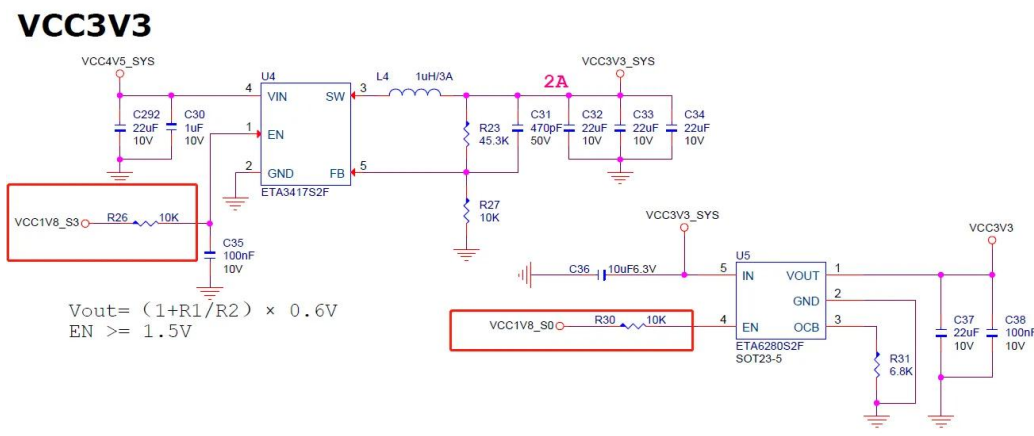 VCC3V3
VCC4V5_SYS
U4
L4 1uH/3A
2A
VCC3V3_SYS
4 VIN SW 3
C292
22uF
10V
C30
1uF
10V
1 EN
R23
45.3K
C31
470pF
50V
C32
22uF
10V
C33
22uF
10V
C34
22uF
10V
2 GND FB 5
ETA3417S2F
R27
10K
VCC1V8_S3 R26 10K
C35
100nF
10V
Vout= (1+R1/R2) × 0.6V
EN >= 1.5V
VCC3V3_SYS
VCC3V3
U5
C36 10uF6.3V
5 IN VOUT 1
GND 2
VCC1V8_S0 R30 10K
4 EN OCB 3
ETA6280S2F
SOT23-5
C37
22uF
10V
C38
100nF
10V
R31
6.8K